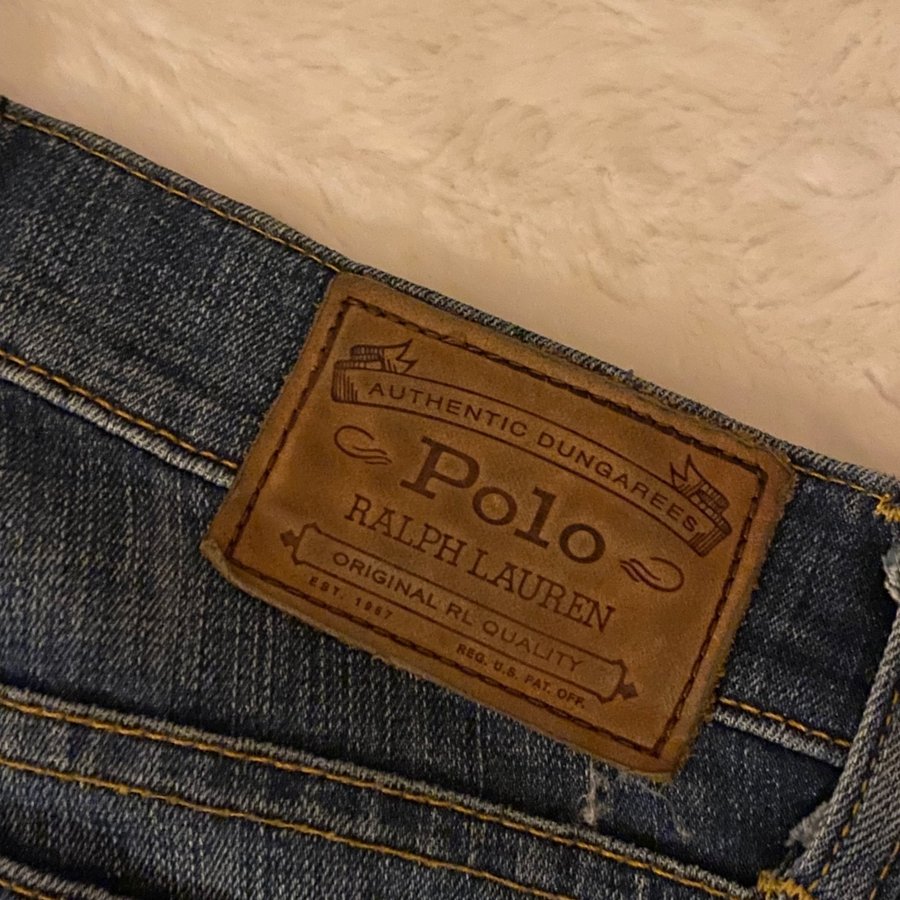 AUTHENTIC DUNGAREES
Polo
RALPH LAUREN
ORIGINAL RL QUALITY
EST. 1967
REG. U.S. PAT. OFF.